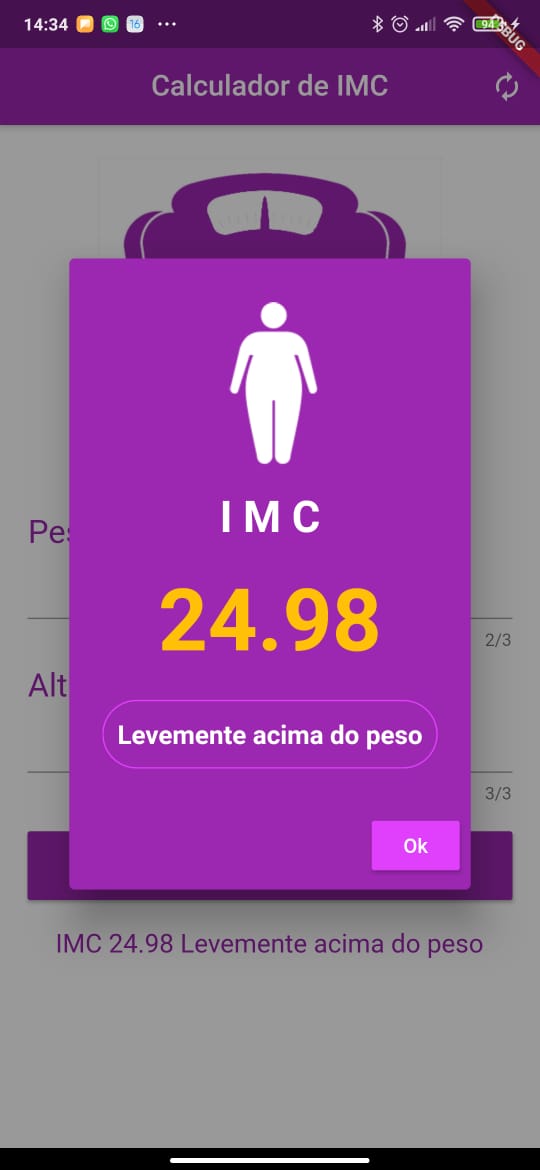 14:34
16
94
DEBUG
Calculador de IMC
Pes
2/3
Alt
3/3
I M C
24.98
Levemente acima do peso
Ok
IMC 24.98 Levemente acima do peso